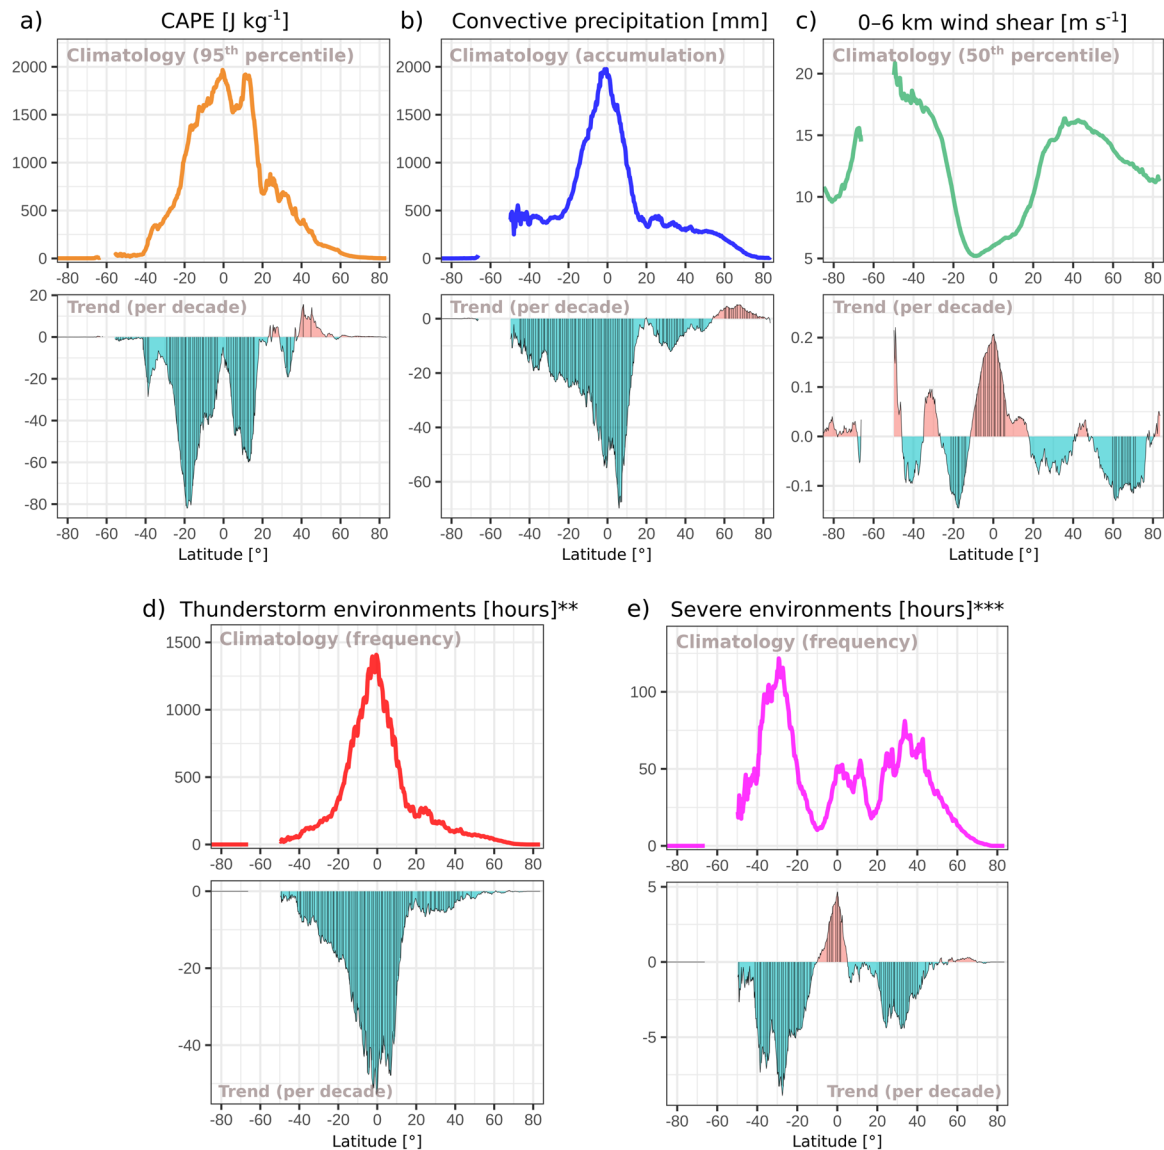 a) CAPE [J kg⁻¹]
Climatology (95ᵗʰ percentile)
2000
1500
1000
500
0
-80 -60 -40 -20 0 20 40 60 80
Trend (per decade)
20
0
-20
-40
-60
-80
-80 -60 -40 -20 0 20 40 60 80
Latitude [°]
b) Convective precipitation [mm]
Climatology (accumulation)
2000
1500
1000
500
0
-80 -60 -40 -20 0 20 40 60 80
Trend (per decade)
0
-20
-40
-60
-80 -60 -40 -20 0 20 40 60 80
Latitude [°]
c) 0–6 km wind shear [m s⁻¹]
Climatology (50ᵗʰ percentile)
20
15
10
5
-80 -60 -40 -20 0 20 40 60 80
Trend (per decade)
0.2
0.1
0.0
-0.1
-80 -60 -40 -20 0 20 40 60 80
Latitude [°]
d) Thunderstorm environments [hours]**
Climatology (frequency)
1500
1000
500
0
-80 -60 -40 -20 0 20 40 60 80
0
-20
-40
Trend (per decade)
-80 -60 -40 -20 0 20 40 60 80
Latitude [°]
e) Severe environments [hours]***
Climatology (frequency)
100
50
0
-80 -60 -40 -20 0 20 40 60 80
5
0
-5
Trend (per decade)
-80 -60 -40 -20 0 20 40 60 80
Latitude [°]